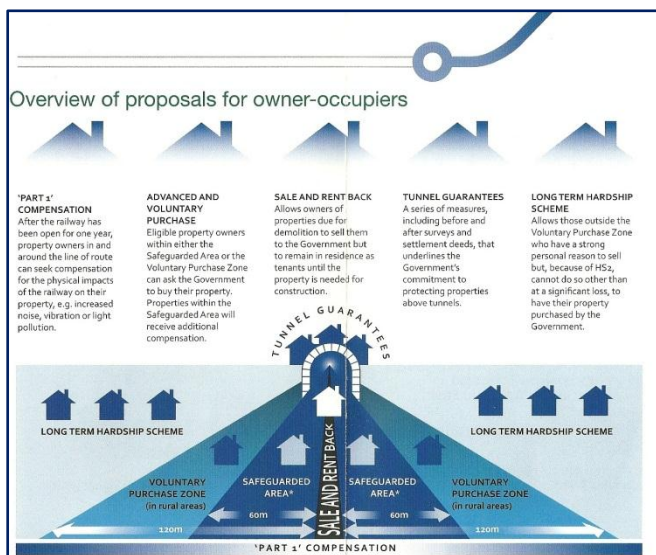 Overview of proposals for owner-occupiers
'PART 1'
COMPENSATION
After the railway has
been open for one year,
property owners in and
around the line of route
can seek compensation
for the physical impacts
of the railway on their
property, e.g. increased
noise, vibration or light
pollution.
ADVANCED AND
VOLUNTARY
PURCHASE
Eligible property owners
within either the
Safeguarded Area or the
Voluntary Purchase Zone
can ask the Government
to buy their property.
Properties within the
Safeguarded Area will
receive additional
compensation.
SALE AND RENT BACK
Allows owners of
properties due for
demolition to sell them
to the Government but
to remain in residence as
tenants until the
property is needed for
construction.
TUNNEL GUARANTEES
A series of measures,
including before and
after surveys and
settlement deeds, that
underlines the
Government's
commitment to
protecting properties
above tunnels.
LONG TERM HARDSHIP
SCHEME
Allows those outside the
Voluntary Purchase Zone
who have a strong
personal reason to sell
but, because of HS2,
cannot do so other than
at a significant loss, to
have their property
purchased by the
Government.
TUNNEL GUARANTEES
LONG TERM HARDSHIP SCHEME
LONG TERM HARDSHIP SCHEME
VOLUNTARY
PURCHASE ZONE
(in rural areas)
SAFEGUARDED
AREA*
SALE AND RENT BACK
SAFEGUARDED
AREA*
VOLUNTARY
PURCHASE ZONE
(in rural areas)
60m
60m
120m
120m
'PART 1' COMPENSATION